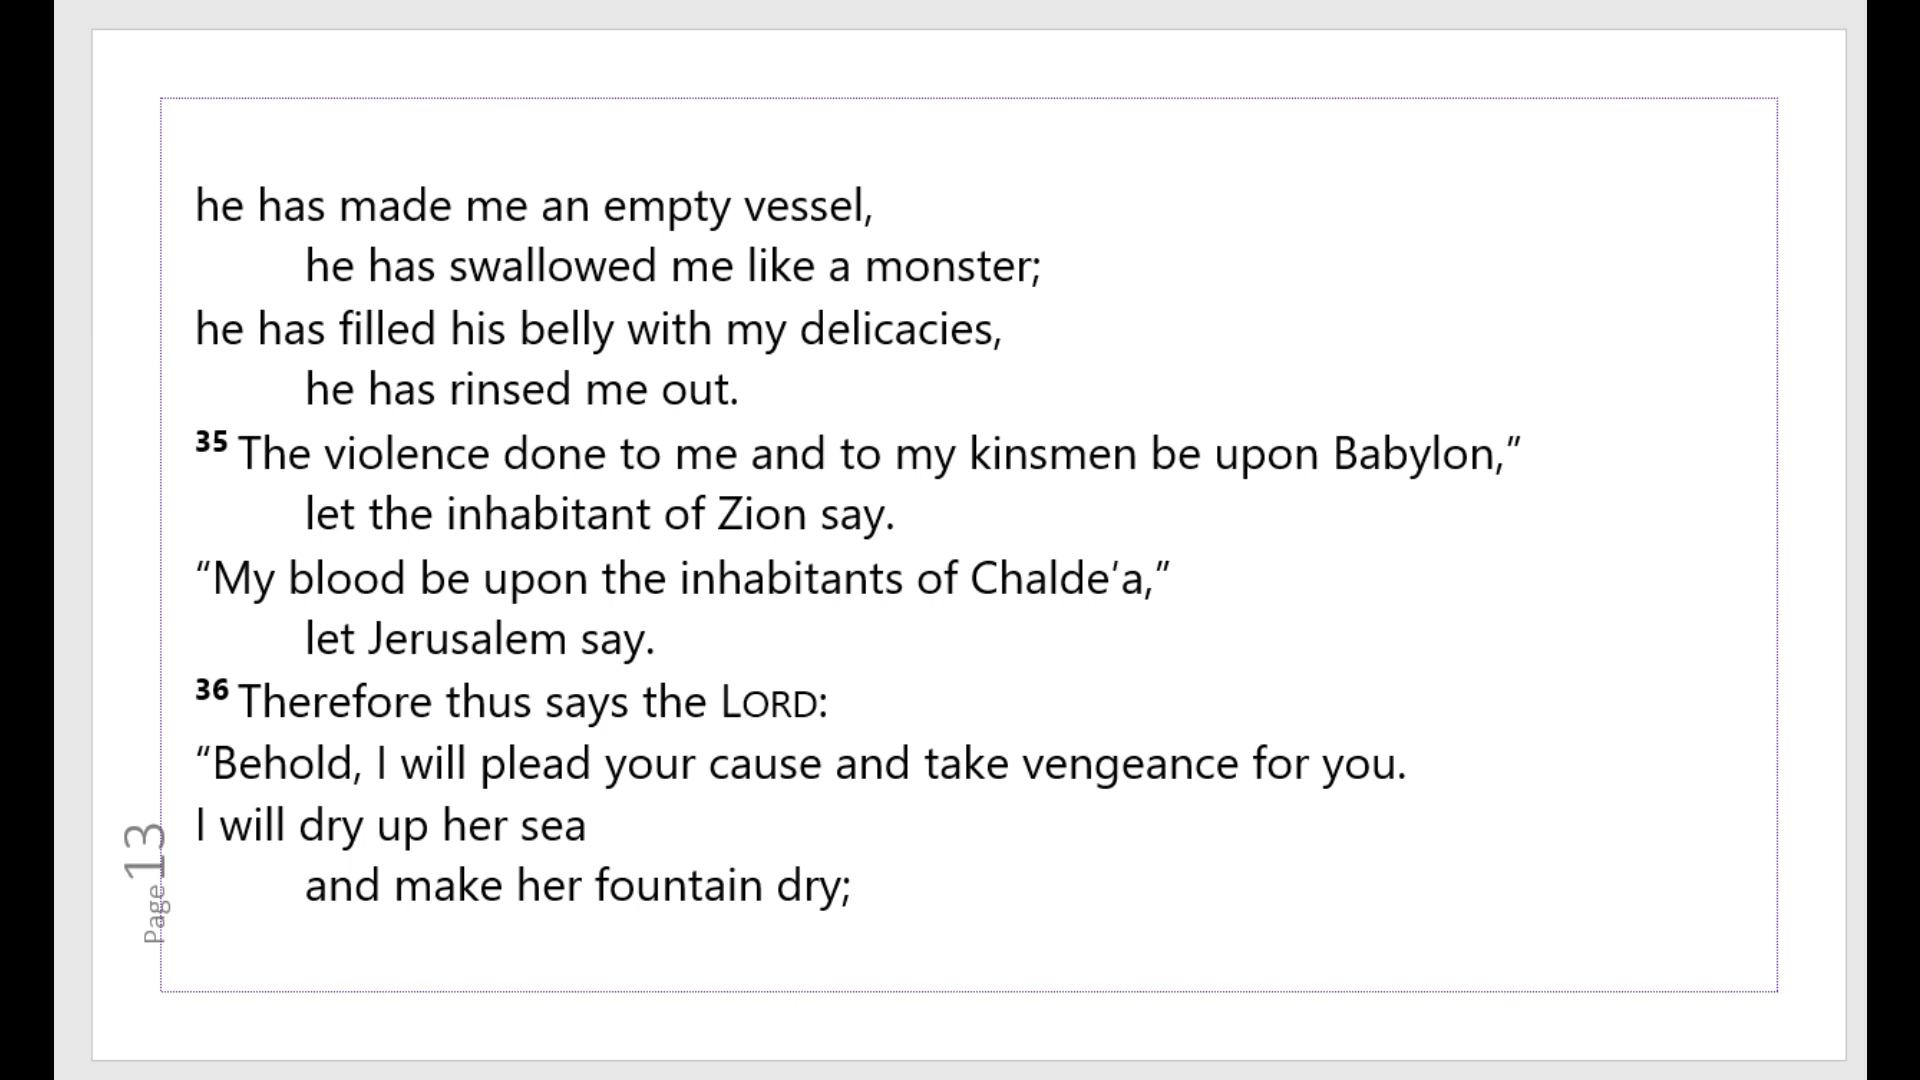 he has made me an empty vessel,
he has swallowed me like a monster;
he has filled his belly with my delicacies,
he has rinsed me out.
35 The violence done to me and to my kinsmen be upon Babylon,”
let the inhabitant of Zion say.
“My blood be upon the inhabitants of Chalde′a,”
let Jerusalem say.
36 Therefore thus says the LORD:
“Behold, I will plead your cause and take vengeance for you.
I will dry up her sea
and make her fountain dry;
Page 13